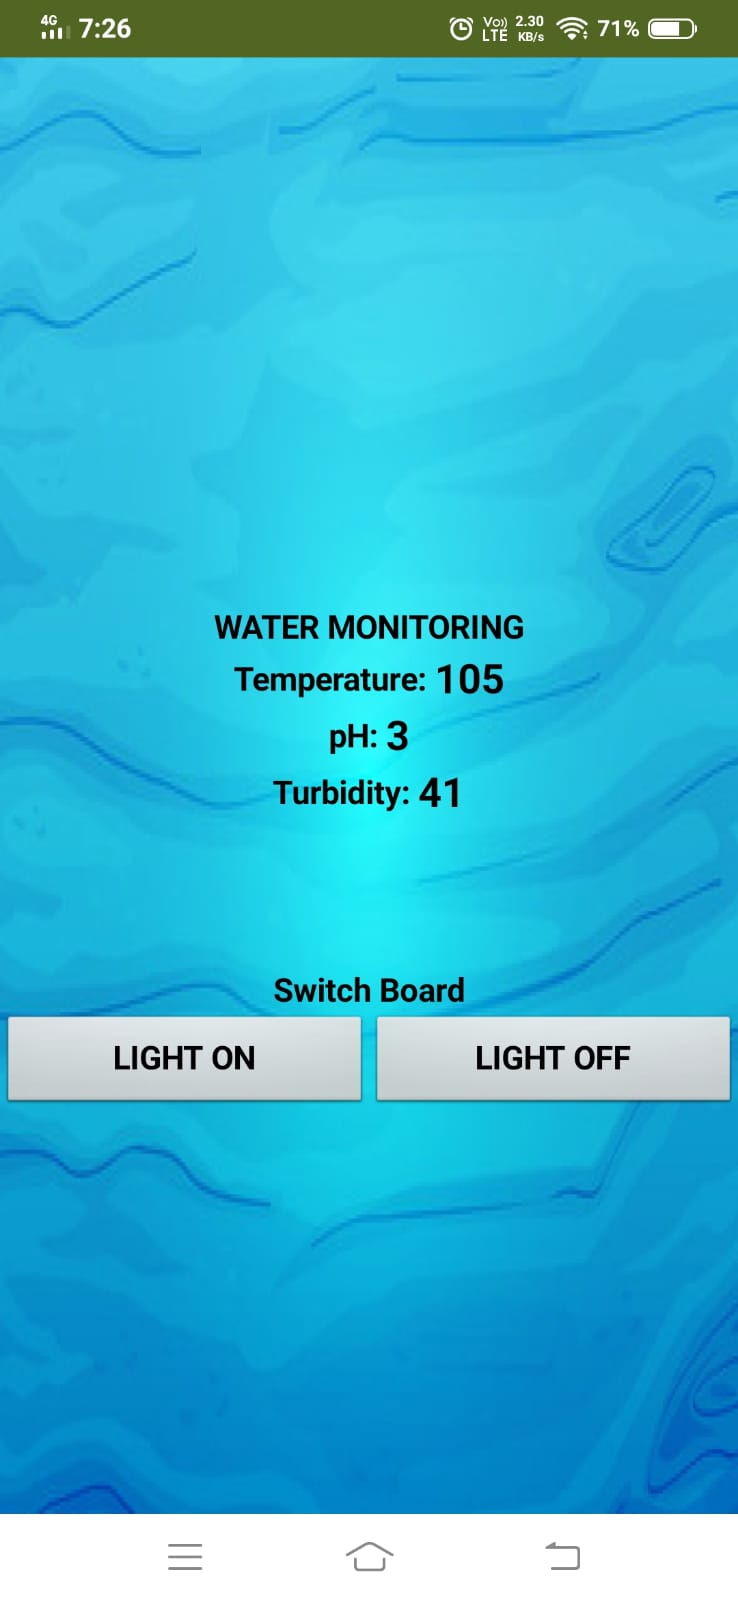 4G 7:26 Vo)) LTE 2.30 KB/s 71%
WATER MONITORING
Temperature: 105
pH: 3
Turbidity: 41
Switch Board
LIGHT ON LIGHT OFF